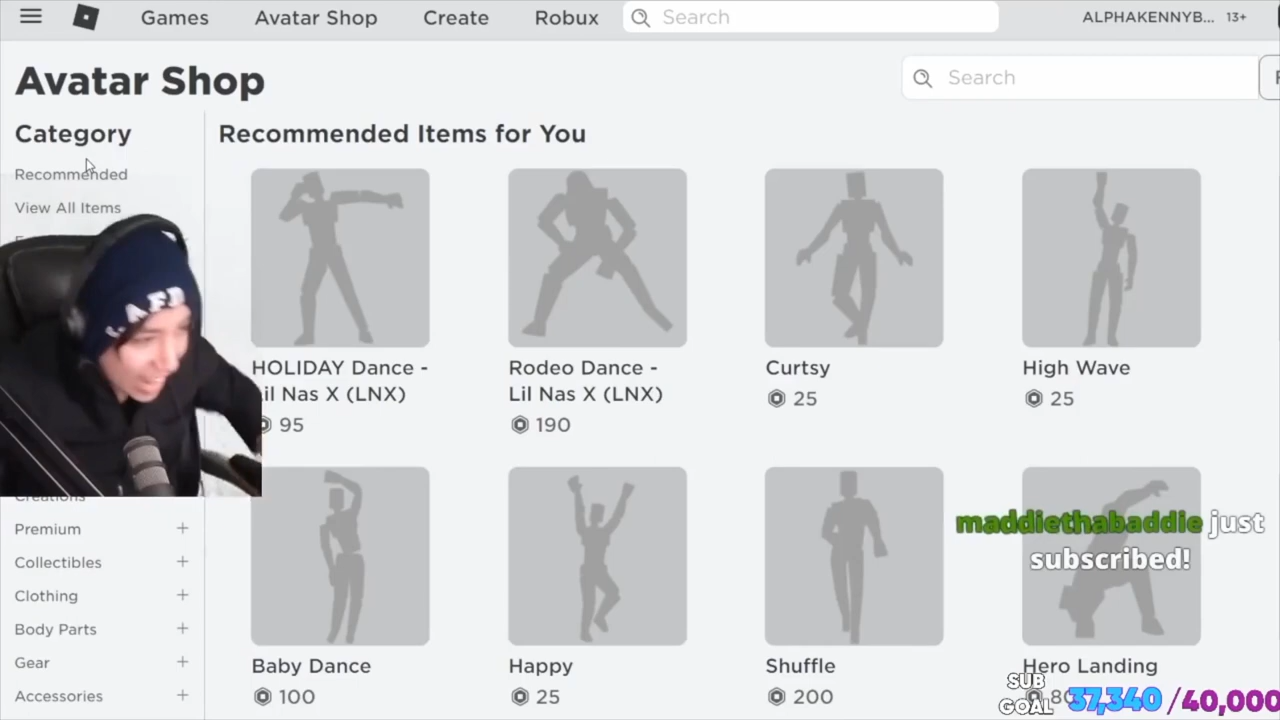 Games
Avatar Shop
Create
Robux
Search
ALPHAKENNYB...
13+
Avatar Shop
Search
Category
Recommended
View All Items
Creations
Premium +
Collectibles +
Clothing +
Body Parts +
Gear +
Accessories +
Recommended Items for You
HOLIDAY Dance -
Lil Nas X (LNX)
95
Rodeo Dance -
Lil Nas X (LNX)
190
Curtsy
25
High Wave
25
Baby Dance
100
Happy
25
Shuffle
200
Hero Landing
maddiethabaddie just
subscribed!
SUB
GOAL
37,340 /40,000